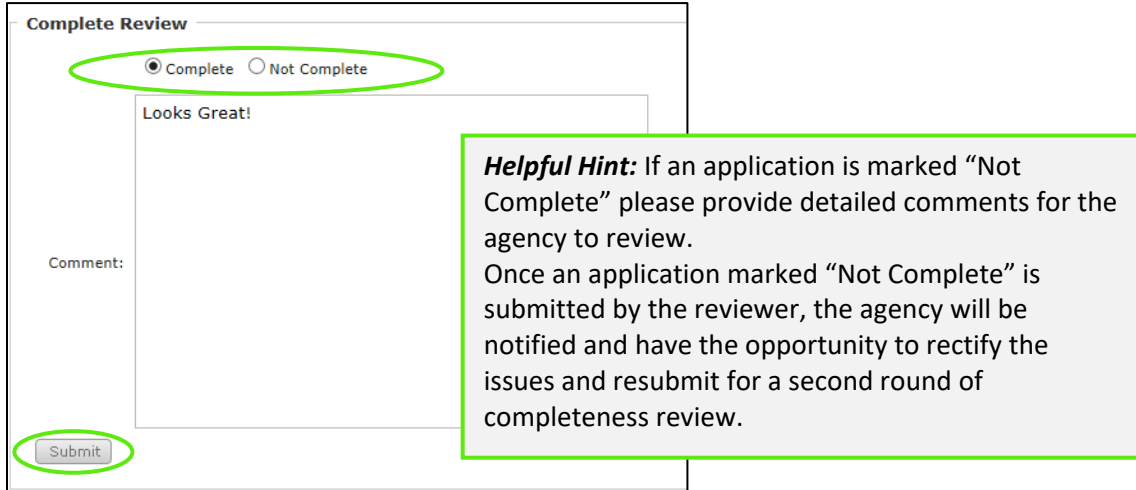 Complete Review
Complete Not Complete
Looks Great!
Comment:
Submit
Helpful Hint: If an application is marked “Not
Complete” please provide detailed comments for the
agency to review.
Once an application marked “Not Complete” is
submitted by the reviewer, the agency will be
notified and have the opportunity to rectify the
issues and resubmit for a second round of
completeness review.